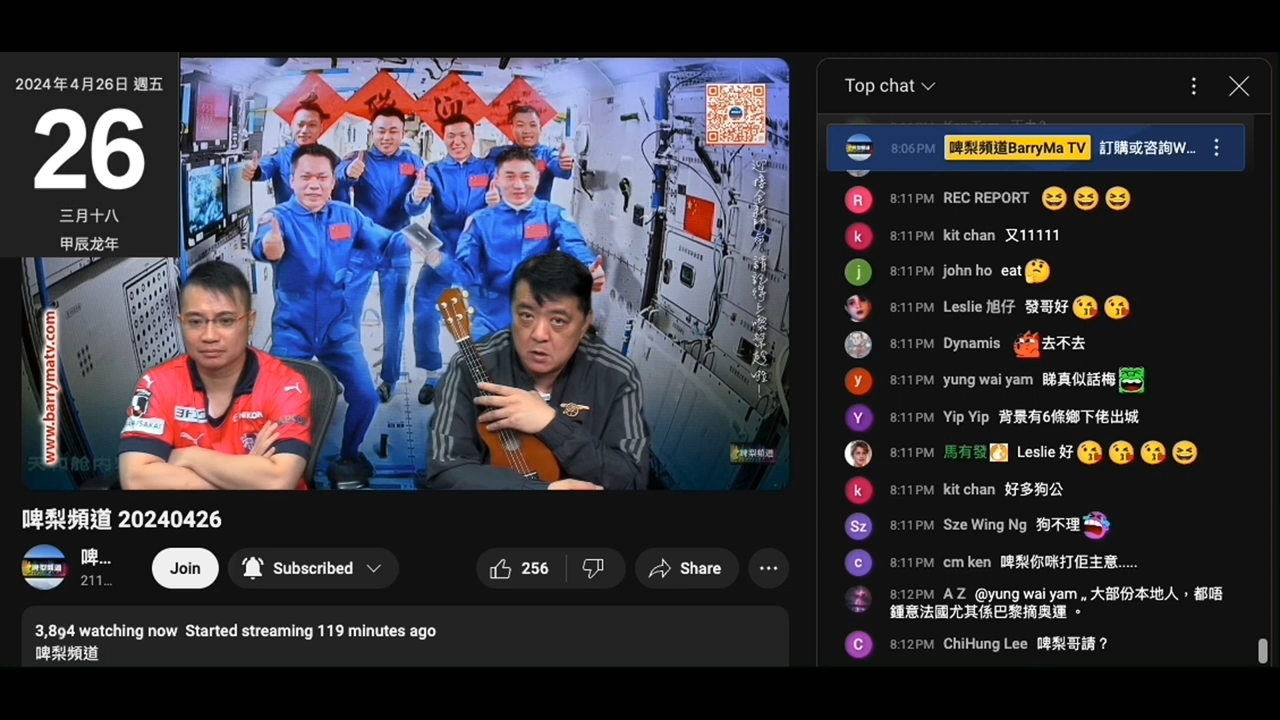 2024年4月26日 週五
26
三月十八
甲辰龙年
www.barrymatv.com
啤梨頻道
啤梨頻道 20240426
啤...
211...
Join
Subscribed
256
Share
3,894 watching now Started streaming 119 minutes ago
啤梨頻道
Top chat
8:06PM 啤梨頻道BarryMa TV 訂購或咨詢W...
8:11PM REC REPORT
8:11PM kit chan 又11111
8:11PM john ho eat
8:11PM Leslie 旭仔 發哥好
8:11PM Dynamis 去不去
8:11PM yung wai yam 睇真似話梅
8:11PM Yip Yip 背景有6條鄉下佬出城
8:11PM 馬有發 Leslie 好
8:11PM kit chan 好多狗公
8:11PM Sze Wing Ng 狗不理
8:11PM cm ken 啤梨你咪打佢主意.....
8:12PM A Z @yung wai yam ,, 大部份本地人，都唔
鍾意法國尤其係巴黎摘奧運 。
8:12PM ChiHung Lee 啤梨哥請？